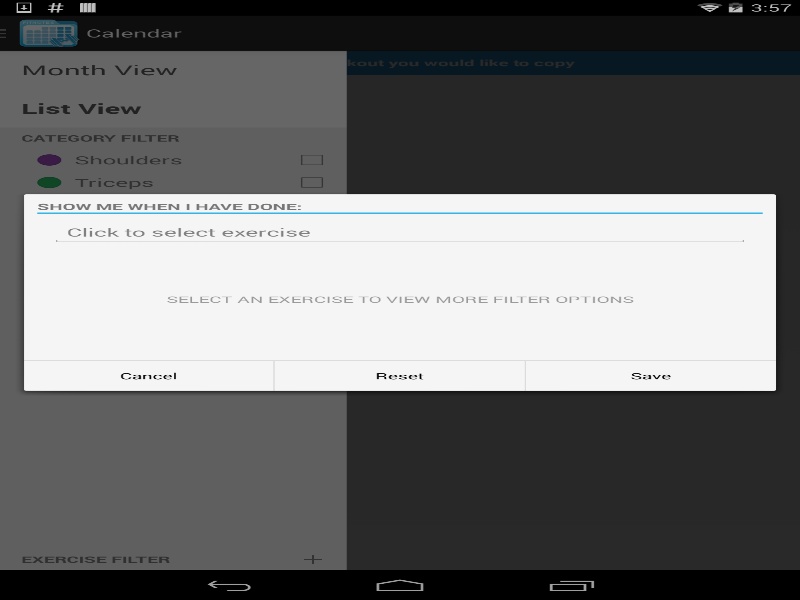 3:57
Calendar
Month View
kout you would like to copy
List View
CATEGORY FILTER
Shoulders
Triceps
SHOW ME WHEN I HAVE DONE:
Click to select exercise
SELECT AN EXERCISE TO VIEW MORE FILTER OPTIONS
Cancel Reset Save
EXERCISE FILTER +